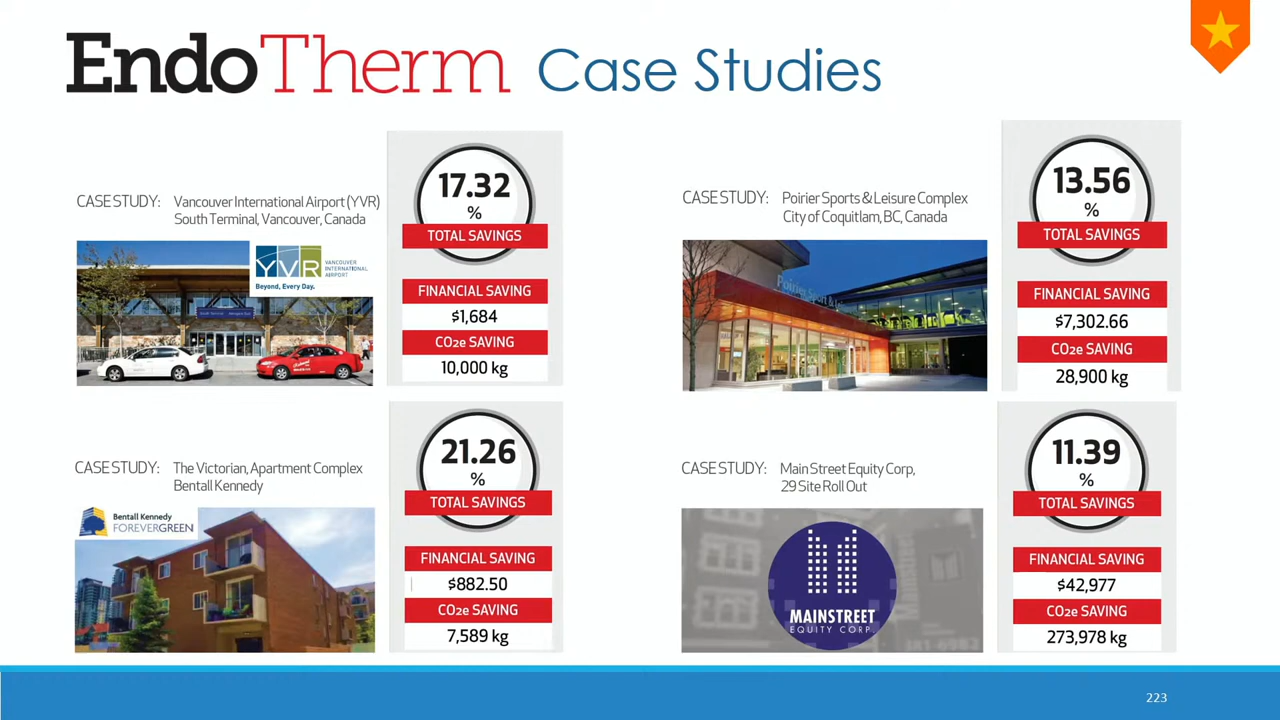 EndoTherm Case Studies
CASE STUDY: Vancouver International Airport (YVR)
South Terminal, Vancouver, Canada
YVR
VANCOUVER
INTERNATIONAL
AIRPORT
Beyond, Every Day.
17.32
%
TOTAL SAVINGS
FINANCIAL SAVING
$1,684
CO2e SAVING
10,000 kg
CASE STUDY: Poirier Sports & Leisure Complex
City of Coquitlam, BC, Canada
Poirier Sport & Lei
13.56
%
TOTAL SAVINGS
FINANCIAL SAVING
$7,302.66
CO2e SAVING
28,900 kg
CASE STUDY: The Victorian, Apartment Complex
Bentall Kennedy
Bentall Kennedy
FOREVERGREEN
21.26
%
TOTAL SAVINGS
FINANCIAL SAVING
$882.50
CO2e SAVING
7,589 kg
CASE STUDY: Main Street Equity Corp,
29 Site Roll Out
MAINSTREET
EQUITY CORP
11.39
%
TOTAL SAVINGS
FINANCIAL SAVING
$42,977
CO2e SAVING
273,978 kg
223